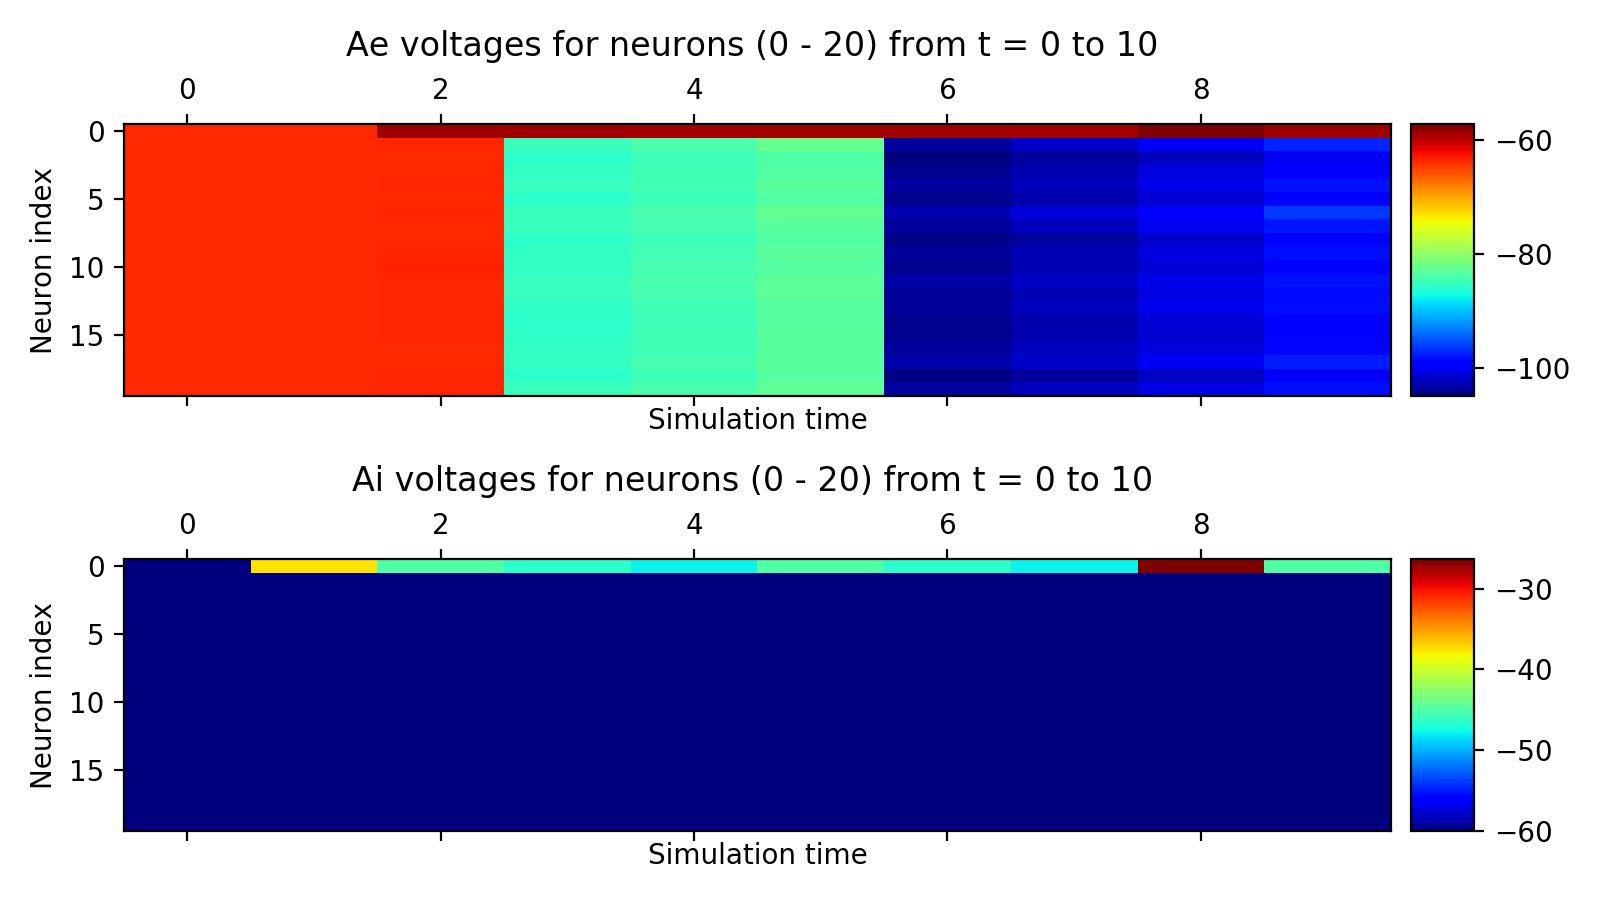 Ae voltages for neurons (0 - 20) from t = 0 to 10
0 2 4 6 8
Neuron index
0
5
10
15
−60
−80
−100
Simulation time
Ai voltages for neurons (0 - 20) from t = 0 to 10
0 2 4 6 8
Neuron index
0
5
10
15
−30
−40
−50
−60
Simulation time